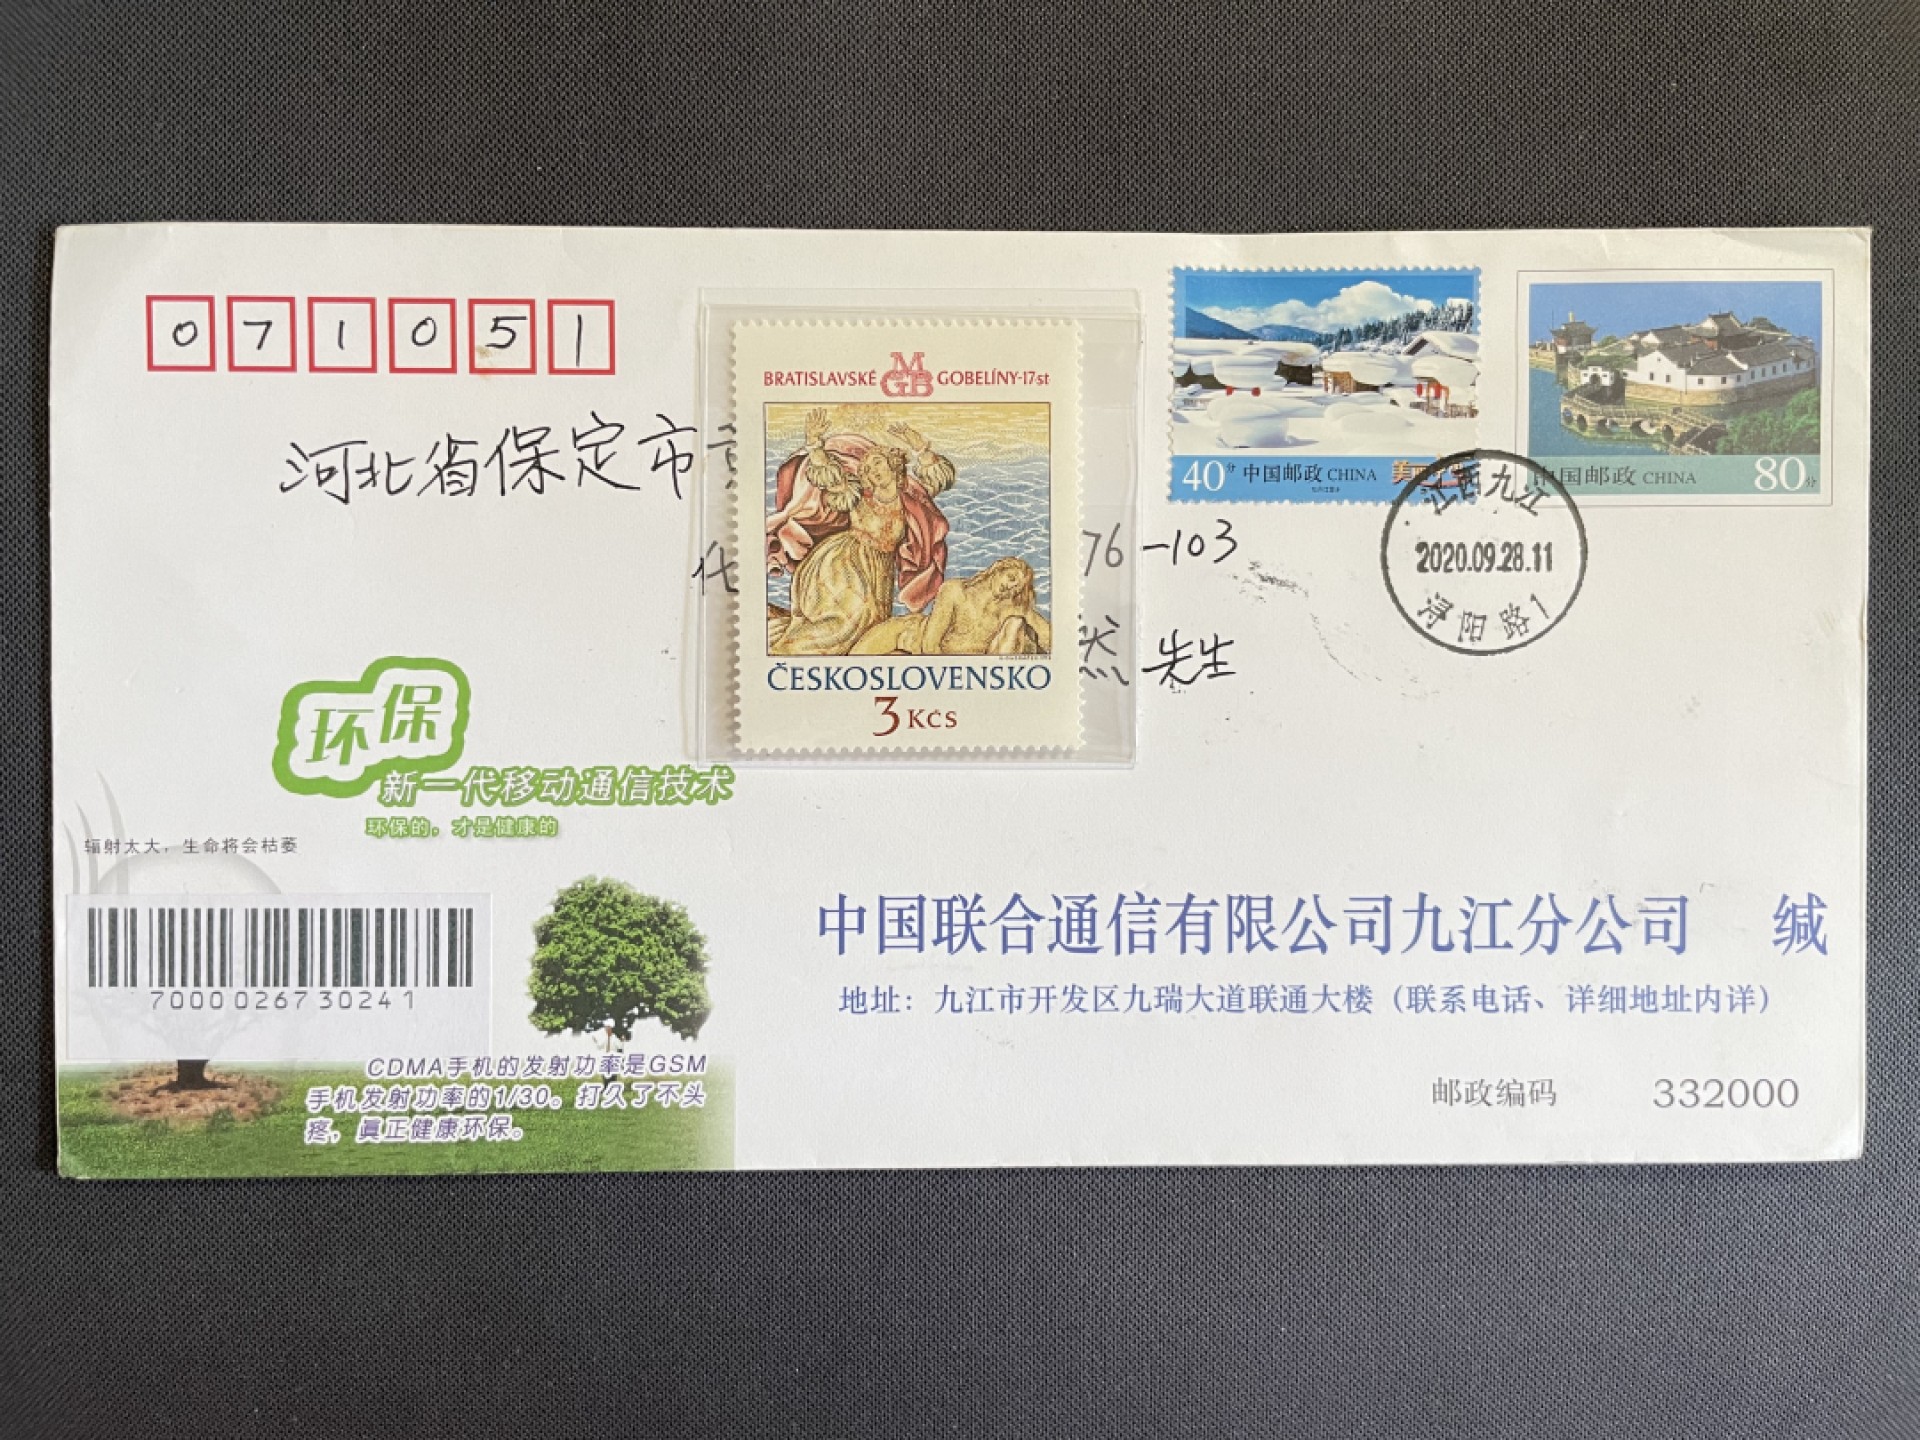 071051
河北省保定市
76-103
然 先生
BRATISLAVSKÉ MGB GOBELÍNY-17st
ČESKOSLOVENSKO
3 KČS
40分 中国邮政 CHINA
中国邮政 CHINA 80分
江西九江
2020.09.28.11
浔阳路1
环保
新一代移动通信技术
环保的，才是健康的
辐射太大，生命将会枯萎
7000026730241
CDMA手机的发射功率是GSM
手机发射功率的1/30。打久了不头
疼，真正健康环保。
中国联合通信有限公司九江分公司 缄
地址：九江市开发区九瑞大道联通大楼（联系电话、详细地址内详）
邮政编码 332000